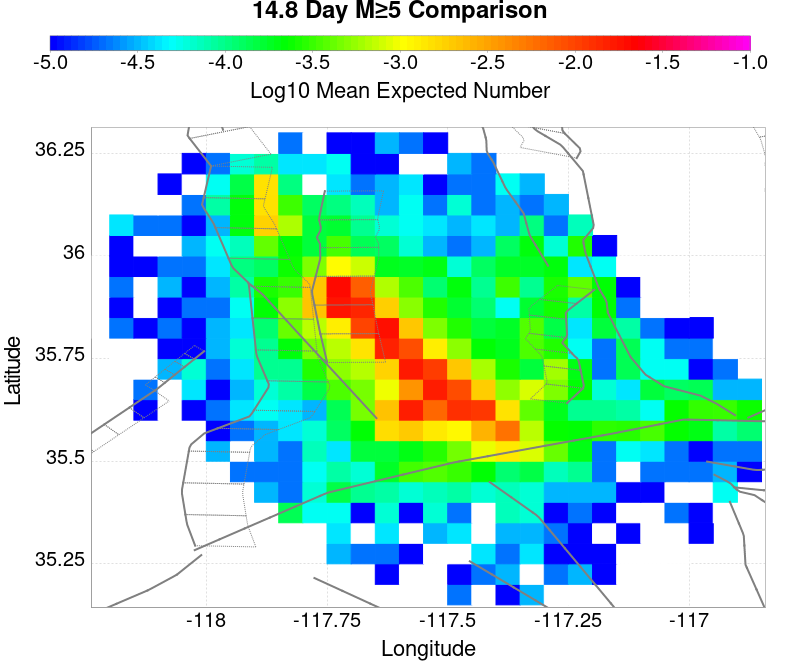 14.8 Day M≥5 Comparison
-5.0 -4.5 -4.0 -3.5 -3.0 -2.5 -2.0 -1.5 -1.0
Log10 Mean Expected Number
36.25
36
35.75
35.5
35.25
Latitude
-118 -117.75 -117.5 -117.25 -117
Longitude